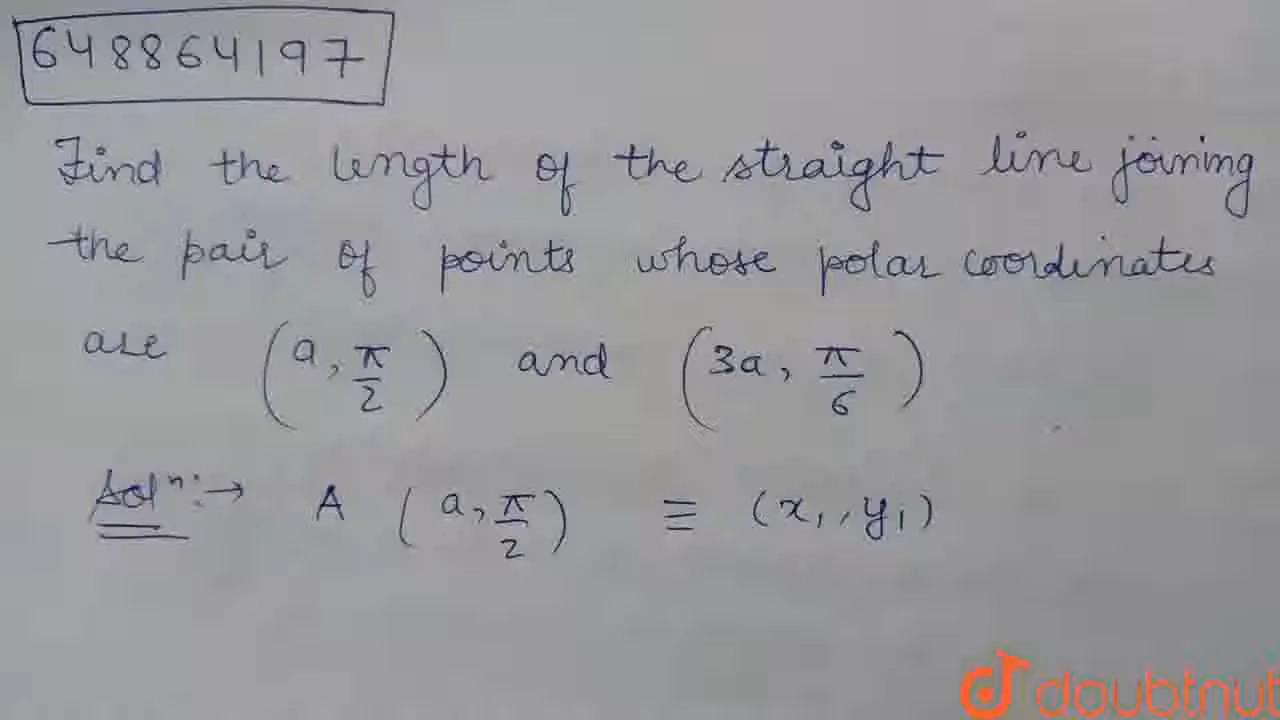 648864197
Find the length of the straight line joining
the pair of points whose polar coordinates
are (a, π/2) and (3a, π/6)
Solⁿ:→ A (a, π/2) ≡ (x₁, y₁)
doubtnut